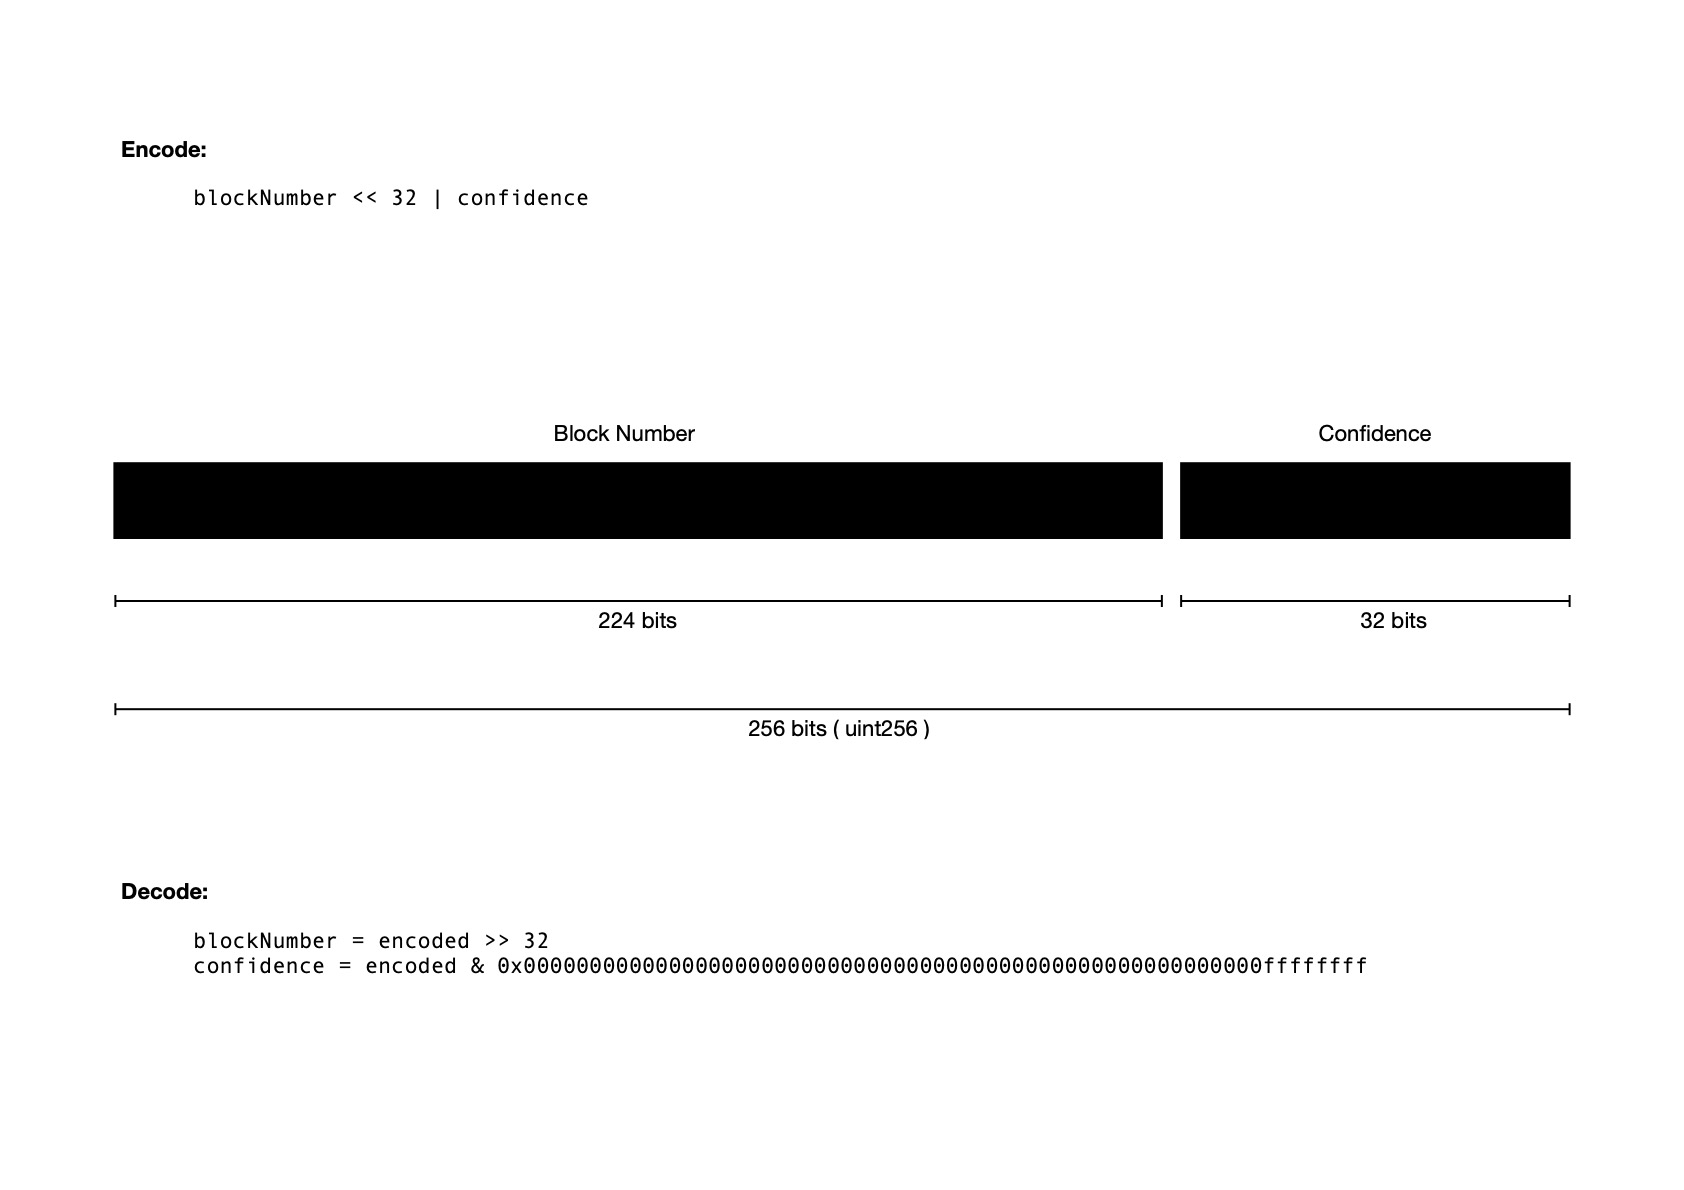 Encode:
blockNumber << 32 | confidence
Block Number
Confidence
224 bits
32 bits
256 bits ( uint256 )
Decode:
blockNumber = encoded >> 32
confidence = encoded & 0x00000000000000000000000000000000000000000000000000000000ffffffff